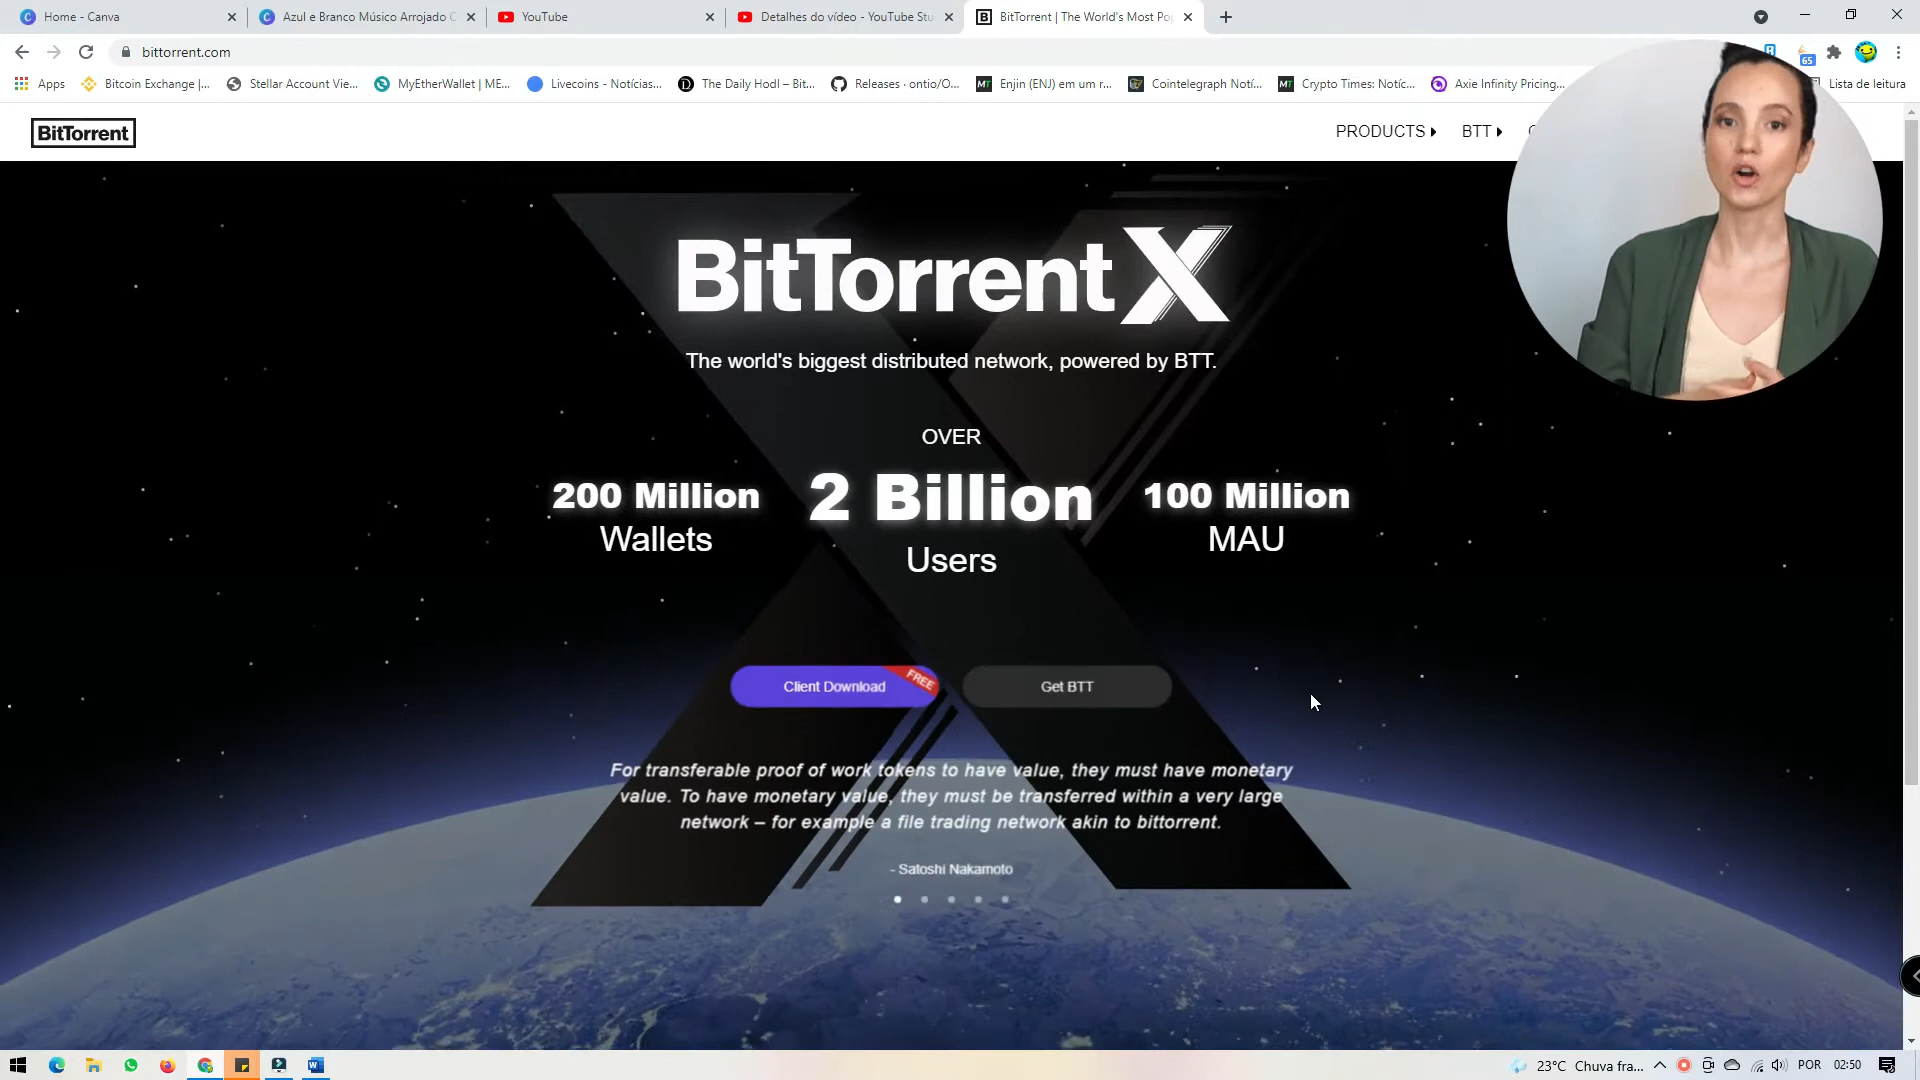 Home - Canva
Azul e Branco Músico Arrojado C
YouTube
Detalhes do vídeo - YouTube Stu
BitTorrent | The World's Most Po
bittorrent.com
65
Apps
Bitcoin Exchange |...
Stellar Account Vie...
MyEtherWallet | ME...
Livecoins - Notícias...
The Daily Hodl – Bit...
Releases · ontio/O...
Enjin (ENJ) em um r...
Cointelegraph Notí...
Crypto Times: Notíc...
Axie Infinity Pricing...
Lista de leitura
BitTorrent
PRODUCTS
BTT
BitTorrent X
The world's biggest distributed network, powered by BTT.
OVER
200 Million
2 Billion
100 Million
Wallets
Users
MAU
Client Download
FREE
Get BTT
For transferable proof of work tokens to have value, they must have monetary
value. To have monetary value, they must be transferred within a very large
network – for example a file trading network akin to bittorrent.
- Satoshi Nakamoto
23°C Chuva fra...
POR
02:50